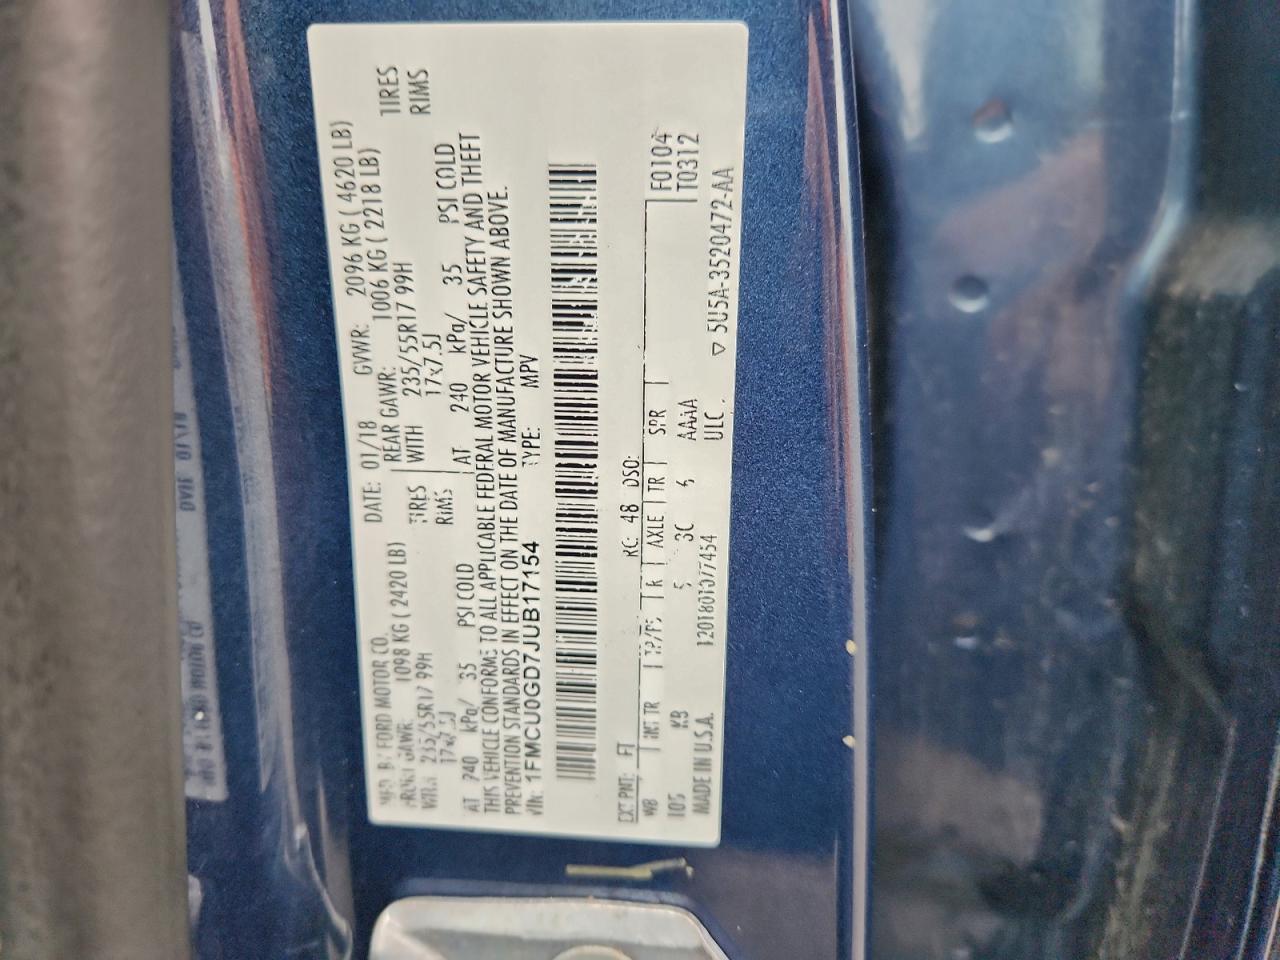 MFD. BY FORD MOTOR CO.
DATE: 01/18 GVWR: 2096 KG ( 4620 LB)
FRONT GAWR: 1098 KG ( 2420 LB) REAR GAWR: 1006 KG ( 2218 LB)
WITH 235/55R17 99H TIRES WITH 235/55R17 99H TIRES
17x7.5J RIMS 17x7.5J RIMS
AT 240 kPa/ 35 PSI COLD AT 240 kPa/ 35 PSI COLD
THIS VEHICLE CONFORMS TO ALL APPLICABLE FEDERAL MOTOR VEHICLE SAFETY AND THEFT
PREVENTION STANDARDS IN EFFECT ON THE DATE OF MANUFACTURE SHOWN ABOVE.
VIN: 1FMCU0GD7JUB17154 TYPE: MPV
EXT PNT: FT RC: 48 DSO: F0104
WB INT TR TP/PS R AXLE TR SPR T0312
105 KB 5 3C 6 AAAA
MADE IN U.S.A. 1201801077454 ULC ▽ 5U5A-3520472-AA